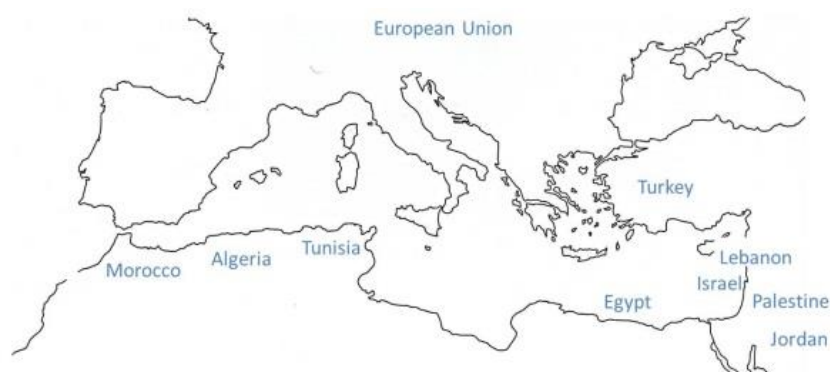 European Union
Turkey
Morocco
Algeria
Tunisia
Lebanon
Israel
Egypt
Palestine
Jordan